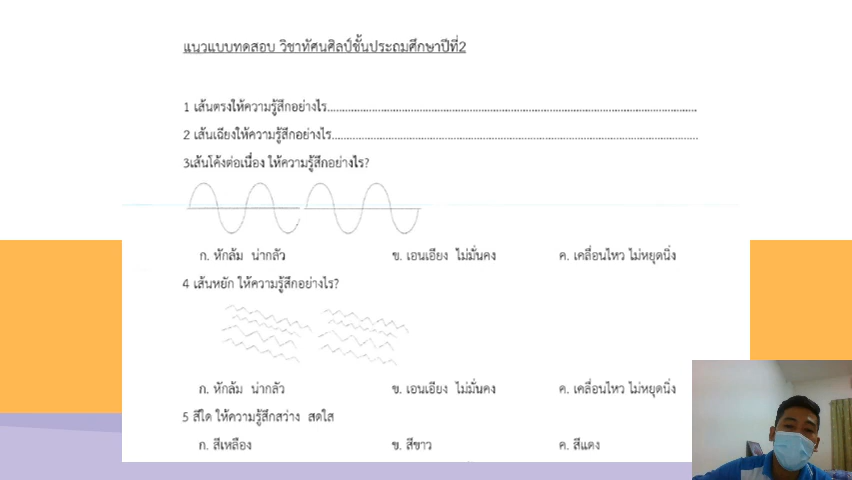 แนวแบบทดสอบ วิชาทัศนศิลป์ชั้นประถมศึกษาปีที่2
1 เส้นตรงให้ความรู้สึกอย่างไร................................................................................................................
2 เส้นเฉียงให้ความรู้สึกอย่างไร...............................................................................................................
3เส้นโค้งต่อเนื่อง ให้ความรู้สึกอย่างไร?
ก. หักล้ม น่ากลัว ข. เอนเอียง ไม่มั่นคง ค. เคลื่อนไหว ไม่หยุดนิ่ง
4 เส้นหยัก ให้ความรู้สึกอย่างไร?
ก. หักล้ม น่ากลัว ข. เอนเอียง ไม่มั่นคง ค. เคลื่อนไหว ไม่หยุดนิ่ง
5 สีใด ให้ความรู้สึกสว่าง สดใส
ก. สีเหลือง ข. สีขาว ค. สีแดง